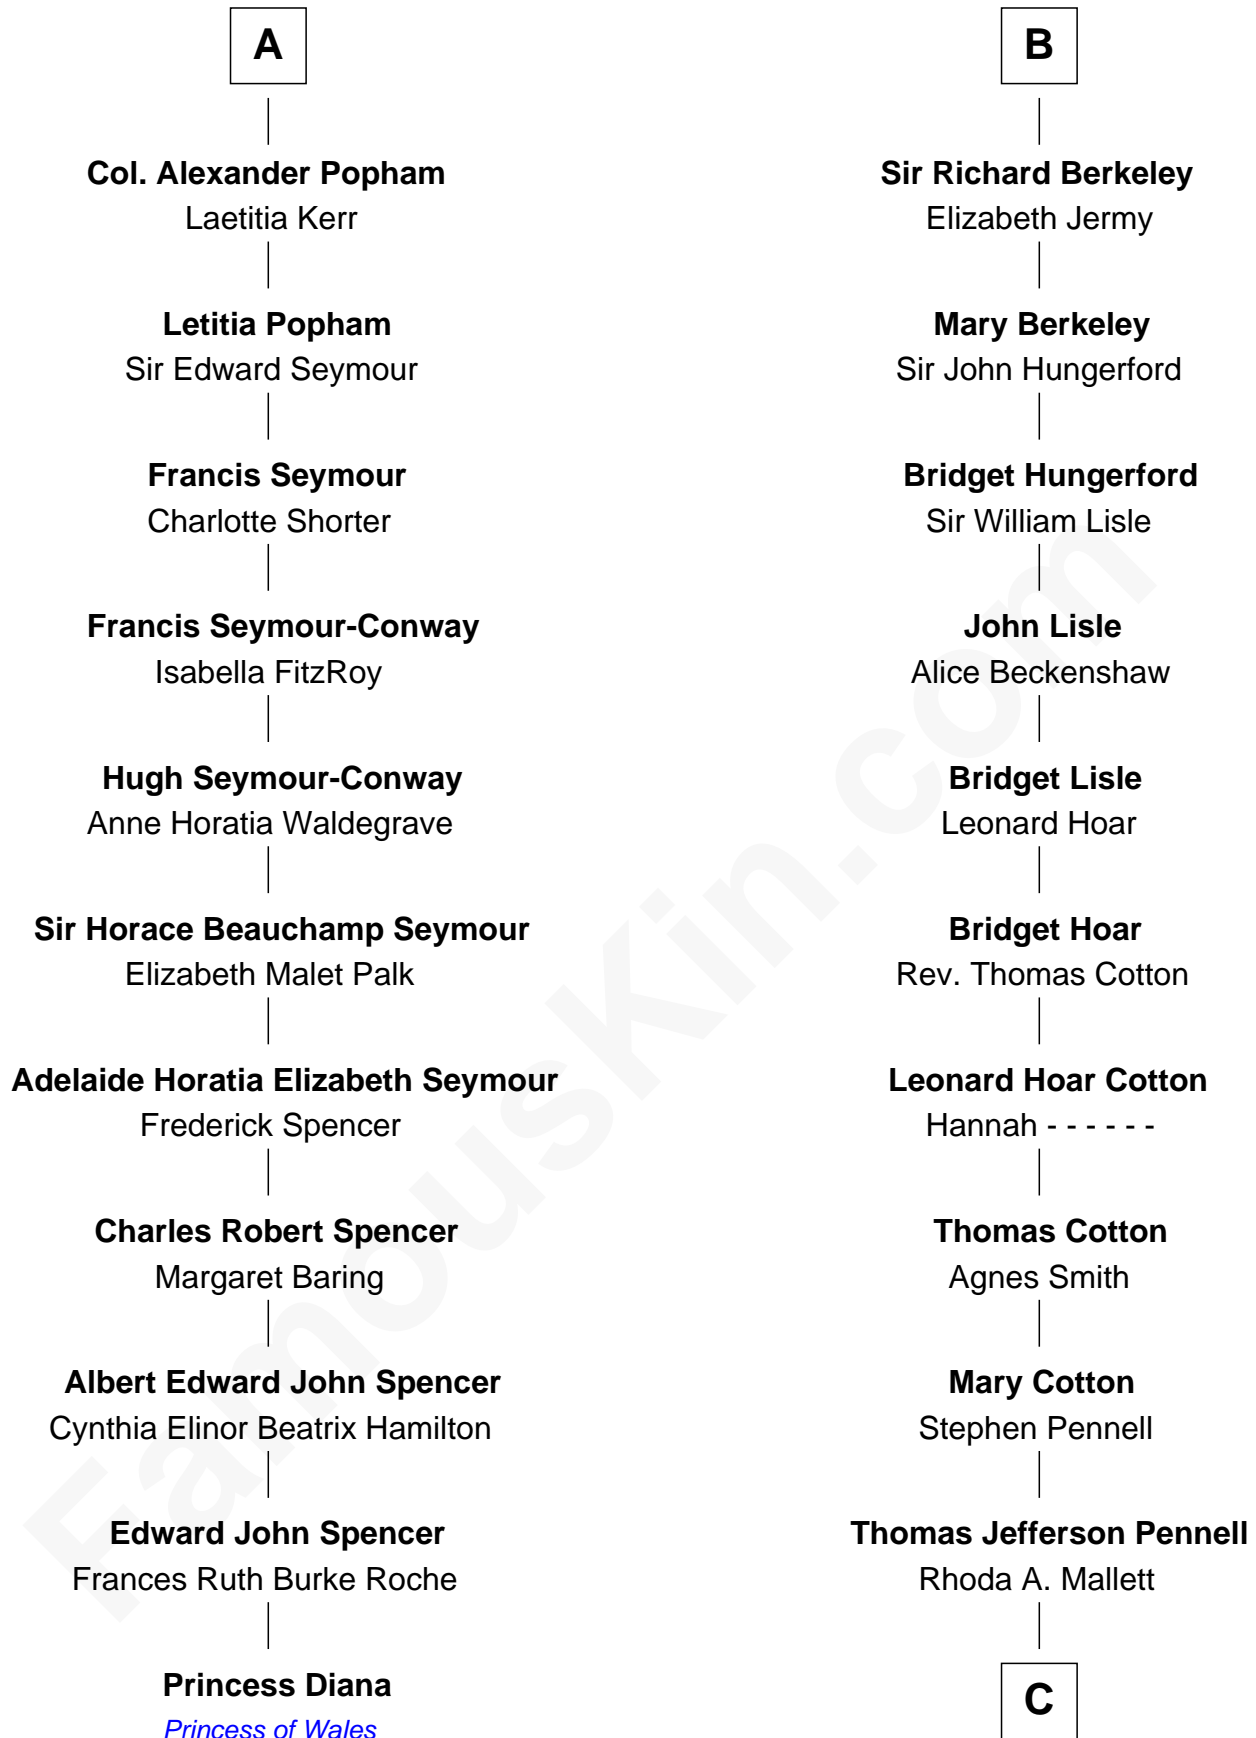 A
Col. Alexander Popham
Laetitia Kerr
Letitia Popham
Sir Edward Seymour
Francis Seymour
Charlotte Shorter
Francis Seymour-Conway
Isabella FitzRoy
Hugh Seymour-Conway
Anne Horatia Waldegrave
Sir Horace Beauchamp Seymour
Elizabeth Malet Palk
Adelaide Horatia Elizabeth Seymour
Frederick Spencer
Charles Robert Spencer
Margaret Baring
Albert Edward John Spencer
Cynthia Elinor Beatrix Hamilton
Edward John Spencer
Frances Ruth Burke Roche
Princess Diana
Princess of Wales
B
Sir Richard Berkeley
Elizabeth Jermy
Mary Berkeley
Sir John Hungerford
Bridget Hungerford
Sir William Lisle
John Lisle
Alice Beckenshaw
Bridget Lisle
Leonard Hoar
Bridget Hoar
Rev. Thomas Cotton
Leonard Hoar Cotton
Hannah - - - - - -
Thomas Cotton
Agnes Smith
Mary Cotton
Stephen Pennell
Thomas Jefferson Pennell
Rhoda A. Mallett
C
FamousKin.com